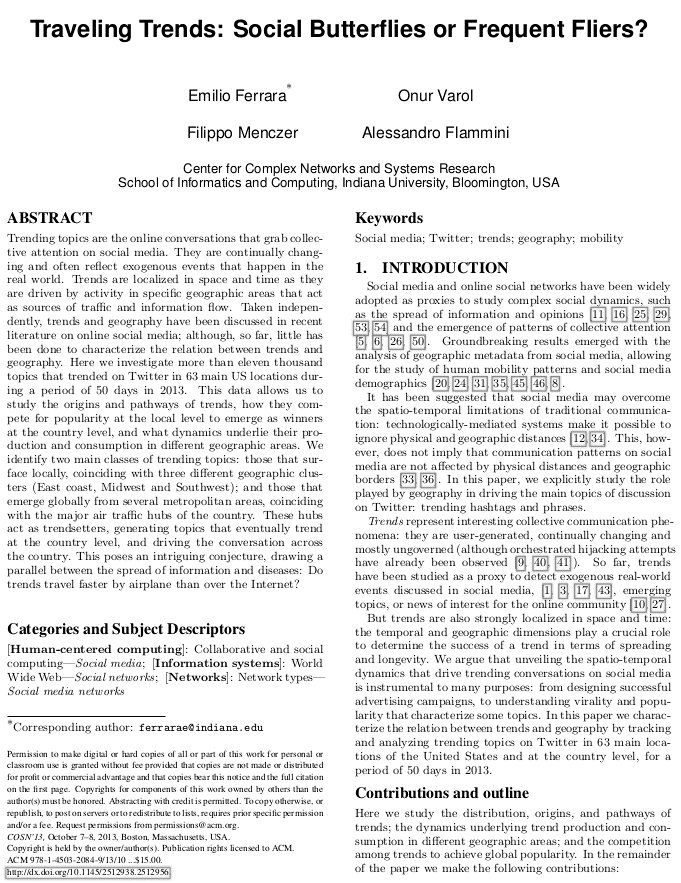 Traveling Trends: Social Butterflies or Frequent Fliers?
Emilio Ferrara*
Onur Varol
Filippo Menczer
Alessandro Flammini
Center for Complex Networks and Systems Research
School of Informatics and Computing, Indiana University, Bloomington, USA
ABSTRACT
Trending topics are the online conversations that grab collec-
tive attention on social media. They are continually chang-
ing and often reflect exogenous events that happen in the
real world. Trends are localized in space and time as they
are driven by activity in specific geographic areas that act
as sources of traffic and information flow. Taken indepen-
dently, trends and geography have been discussed in recent
literature on online social media; although, so far, little has
been done to characterize the relation between trends and
geography. Here we investigate more than eleven thousand
topics that trended on Twitter in 63 main US locations dur-
ing a period of 50 days in 2013. This data allows us to
study the origins and pathways of trends, how they com-
pete for popularity at the local level to emerge as winners
at the country level, and what dynamics underlie their pro-
duction and consumption in different geographic areas. We
identify two main classes of trending topics: those that sur-
face locally, coinciding with three different geographic clus-
ters (East coast, Midwest and Southwest); and those that
emerge globally from several metropolitan areas, coinciding
with the major air traffic hubs of the country. These hubs
act as trendsetters, generating topics that eventually trend
at the country level, and driving the conversation across
the country. This poses an intriguing conjecture, drawing a
parallel between the spread of information and diseases: Do
trends travel faster by airplane than over the Internet?
Categories and Subject Descriptors
[Human-centered computing]: Collaborative and social
computing—Social media; [Information systems]: World
Wide Web—Social networks; [Networks]: Network types—
Social media networks
*Corresponding author: ferrarae@indiana.edu
Permission to make digital or hard copies of all or part of this work for personal or
classroom use is granted without fee provided that copies are not made or distributed
for profit or commercial advantage and that copies bear this notice and the full citation
on the first page. Copyrights for components of this work owned by others than the
author(s) must be honored. Abstracting with credit is permitted. To copy otherwise, or
republish, to post on servers or to redistribute to lists, requires prior specific permission
and/or a fee. Request permissions from permissions@acm.org.
COSN'13, October 7–8, 2013, Boston, Massachusetts, USA.
Copyright is held by the owner/author(s). Publication rights licensed to ACM.
ACM 978-1-4503-2084-9/13/10 ...$15.00.
http://dx.doi.org/10.1145/2512938.2512956
Keywords
Social media; Twitter; trends; geography; mobility
1. INTRODUCTION
Social media and online social networks have been widely
adopted as proxies to study complex social dynamics, such
as the spread of information and opinions [11, 16, 25, 29,
53, 54] and the emergence of patterns of collective attention
[5, 6, 26, 50]. Groundbreaking results emerged with the
analysis of geographic metadata from social media, allowing
for the study of human mobility patterns and social media
demographics [20, 24, 31, 35, 45, 46, 8].
It has been suggested that social media may overcome
the spatio-temporal limitations of traditional communica-
tion: technologically-mediated systems make it possible to
ignore physical and geographic distances [12, 34]. This, how-
ever, does not imply that communication patterns on social
media are not affected by physical distances and geographic
borders [33, 36]. In this paper, we explicitly study the role
played by geography in driving the main topics of discussion
on Twitter: trending hashtags and phrases.
Trends represent interesting collective communication phe-
nomena: they are user-generated, continually changing and
mostly ungoverned (although orchestrated hijacking attempts
have already been observed [9, 40, 41]). So far, trends
have been studied as a proxy to detect exogenous real-world
events discussed in social media, [1, 3, 17, 43], emerging
topics, or news of interest for the online community [10, 27].
But trends are also strongly localized in space and time:
the temporal and geographic dimensions play a crucial role
to determine the success of a trend in terms of spreading
and longevity. We argue that unveiling the spatio-temporal
dynamics that drive trending conversations on social media
is instrumental to many purposes: from designing successful
advertising campaigns, to understanding virality and popu-
larity that characterize some topics. In this paper we charac-
terize the relation between trends and geography by tracking
and analyzing trending topics on Twitter in 63 main loca-
tions of the United States and at the country level, for a
period of 50 days in 2013.
Contributions and outline
Here we study the distribution, origins, and pathways of
trends; the dynamics underlying trend production and con-
sumption in different geographic areas; and the competition
among trends to achieve global popularity. In the remainder
of the paper we make the following contributions: